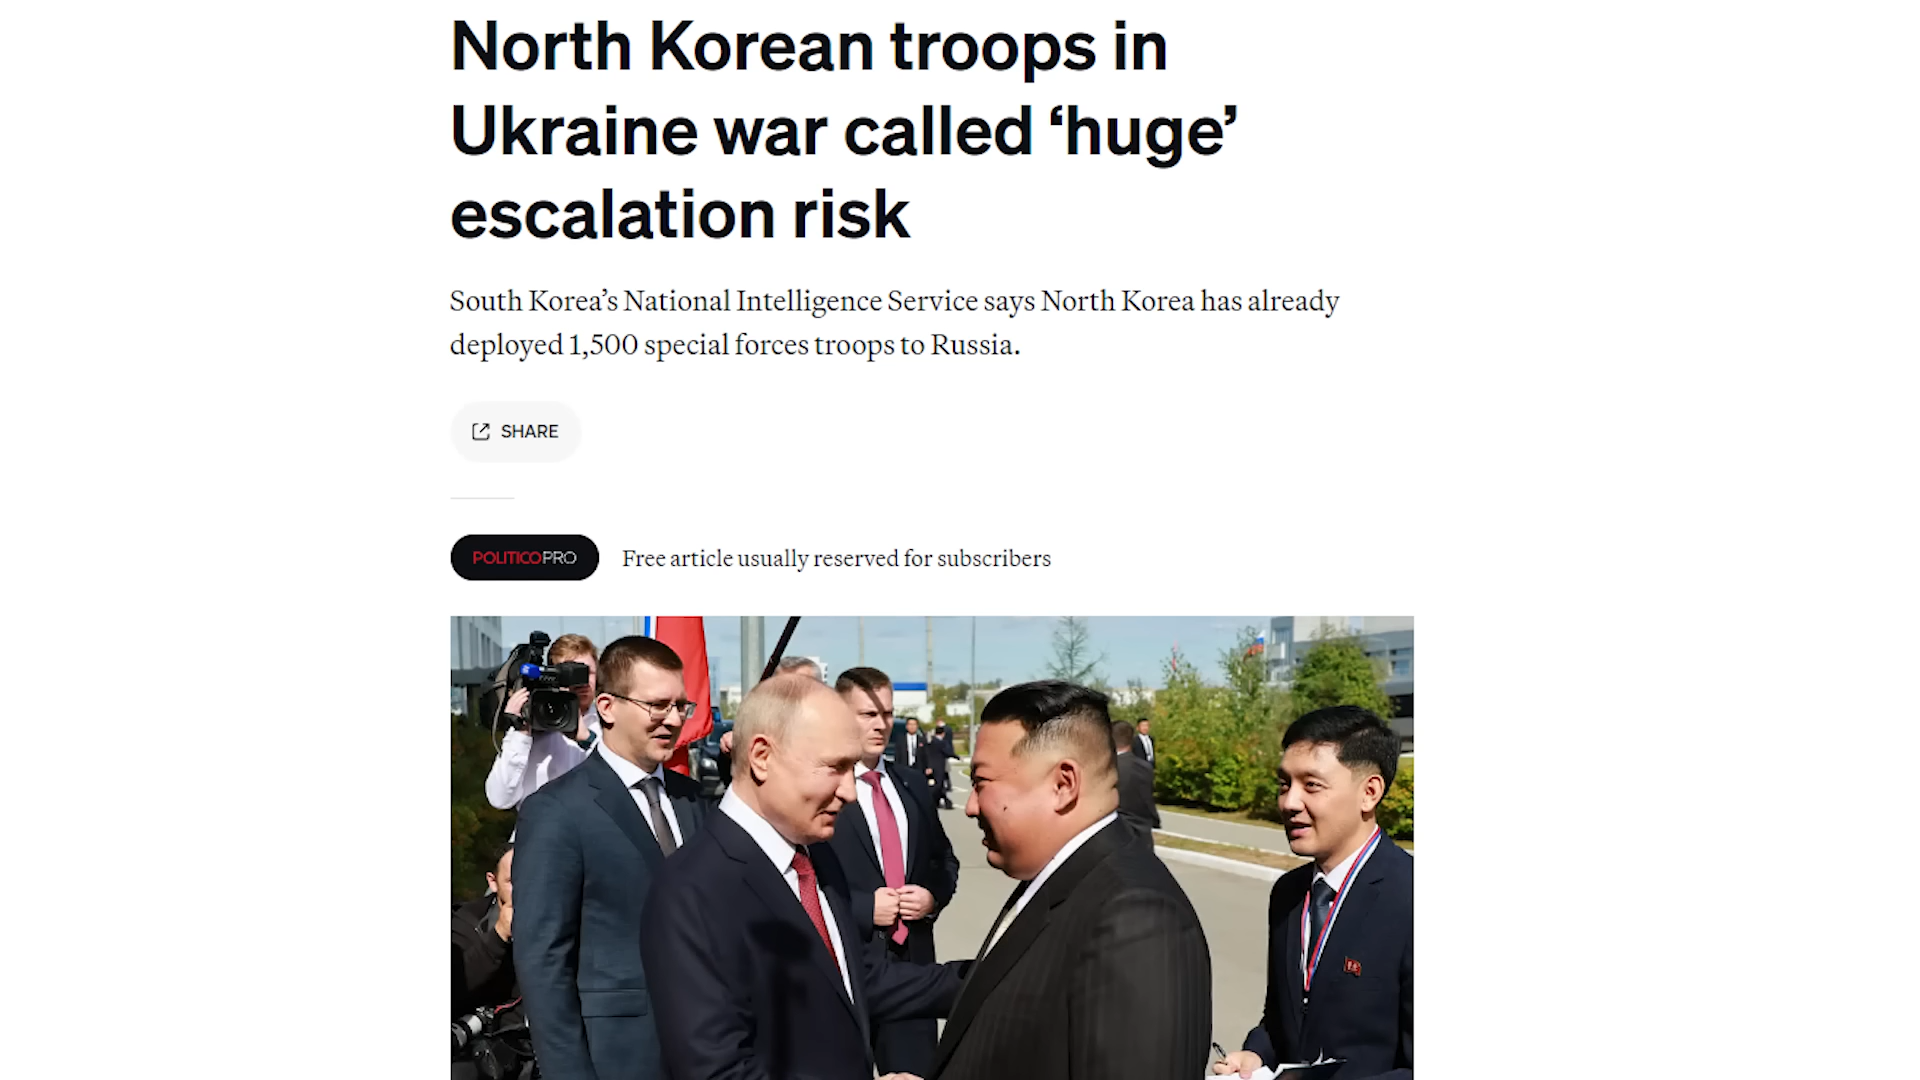 North Korean troops in
Ukraine war called ‘huge’
escalation risk
South Korea’s National Intelligence Service says North Korea has already
deployed 1,500 special forces troops to Russia.
SHARE
POLITICOPRO Free article usually reserved for subscribers